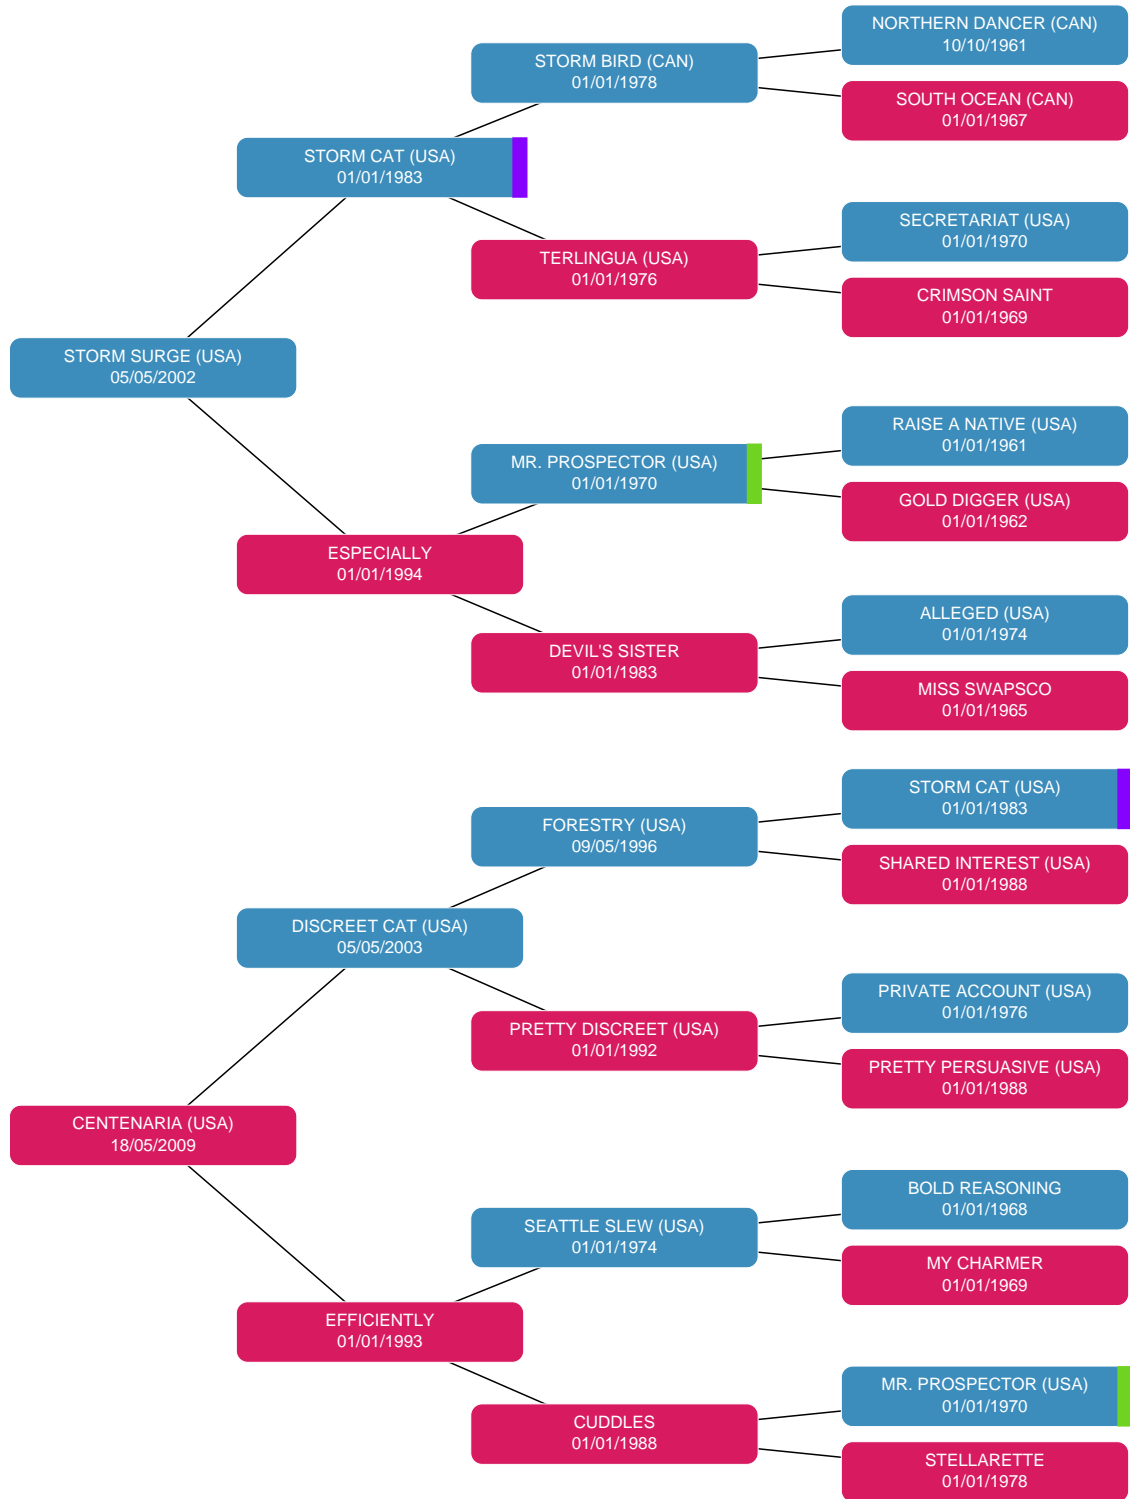 NORTHERN DANCER (CAN)
10/10/1961
STORM BIRD (CAN)
01/01/1978
SOUTH OCEAN (CAN)
01/01/1967
STORM CAT (USA)
01/01/1983
SECRETARIAT (USA)
01/01/1970
TERLINGUA (USA)
01/01/1976
CRIMSON SAINT
01/01/1969
STORM SURGE (USA)
05/05/2002
RAISE A NATIVE (USA)
01/01/1961
MR. PROSPECTOR (USA)
01/01/1970
GOLD DIGGER (USA)
01/01/1962
ESPECIALLY
01/01/1994
ALLEGED (USA)
01/01/1974
DEVIL'S SISTER
01/01/1983
MISS SWAPSCO
01/01/1965
STORM CAT (USA)
01/01/1983
FORESTRY (USA)
09/05/1996
SHARED INTEREST (USA)
01/01/1988
DISCREET CAT (USA)
05/05/2003
PRIVATE ACCOUNT (USA)
01/01/1976
PRETTY DISCREET (USA)
01/01/1992
PRETTY PERSUASIVE (USA)
01/01/1988
CENTENARIA (USA)
18/05/2009
BOLD REASONING
01/01/1968
SEATTLE SLEW (USA)
01/01/1974
MY CHARMER
01/01/1969
EFFICIENTLY
01/01/1993
MR. PROSPECTOR (USA)
01/01/1970
CUDDLES
01/01/1988
STELLARETTE
01/01/1978